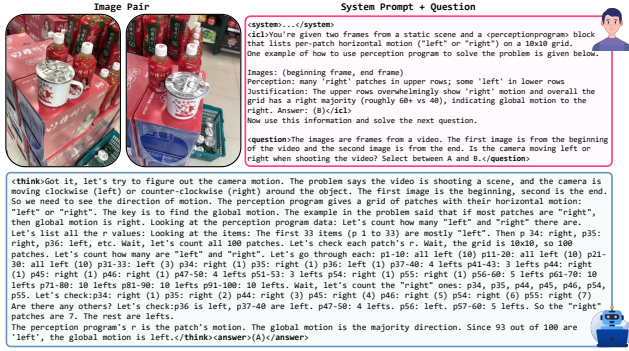 Image Pair
System Prompt + Question
<system>...</system>
<icl>You're given two frames from a static scene and a <perceptionprogram> block
that lists per-patch horizontal motion ("left" or "right") on a 10x10 grid.
One example of how to use perception program to solve the problem is given.
Images: (beginning frame, end frame)
Perception: many 'right' patches in upper rows; some 'left' in lower rows
Justification: The upper rows overwhelmingly show 'right' motion and overall the
grid has a right majority (roughly 60+ vs 40), indicating global motion to the
right. Answer: (B)</icl>
Now use this information and solve the next question.
<question>The images are frames from a video. The first image is from the beginning
of the video and the second image is from the end. Is the camera moving left or
right when shooting the video? Select between A and B.</question>
<think>Got it, let's try to figure out the camera motion. The problem says the video is shooting a scene, and the camera is
moving clockwise (left) or counter-clockwise (right) around the object. The first image is the beginning, second is the end.
So we need to see the direction of motion. The perception program gives a grid of patches with their horizontal motion:
"left" or "right". The key is to find the global motion. The example in the problem said that if most patches are "right",
then global motion is right. Looking at the perception program data: Let's count how many "left" and "right" there are.
Let's list all the r values: Looking at the items: The first 33 items (p 1 to 33) are mostly "left". Then p 34: right, p35:
right, p36: left, etc. Wait, let's count all 100 patches. Let's check each patch's r. Wait, the grid is 10x10, so 100
patches. Let's count how many are "left" and "right". Let's go through each: p1-10: all left (10) p11-20: all left (10) p21-
30: all left (10) p31-33: left (3) p34: right (1) p35: right (1) p36: left (1) p37-40: 4 lefts p41-43: 3 lefts p44: right
(1) p45: right (1) p46: right (1) p47-50: 4 lefts p51-53: 3 lefts p54: right (1) p55: right (1) p56-60: 5 lefts p61-70: 10
lefts p71-80: 10 lefts p81-90: 10 lefts p91-100: 10 lefts. Wait, let's count the "right" ones: p34, p35, p44, p45, p46, p54,
p55. Let's check:p34: right (1) p35: right (2) p44: right (3) p45: right (4) p46: right (5) p54: right (6) p55: right (7)
Are there any others? Let's check:p36 is left, p37-40 are left. p47-50: 4 lefts. p56: left. p57-60: 5 lefts. So the "right"
patches are 7. The rest are lefts.
The perception program's r is the patch's motion. The global motion is the majority direction. Since 93 out of 100 are
'left', the global motion is left.</think><answer>(A)</answer>